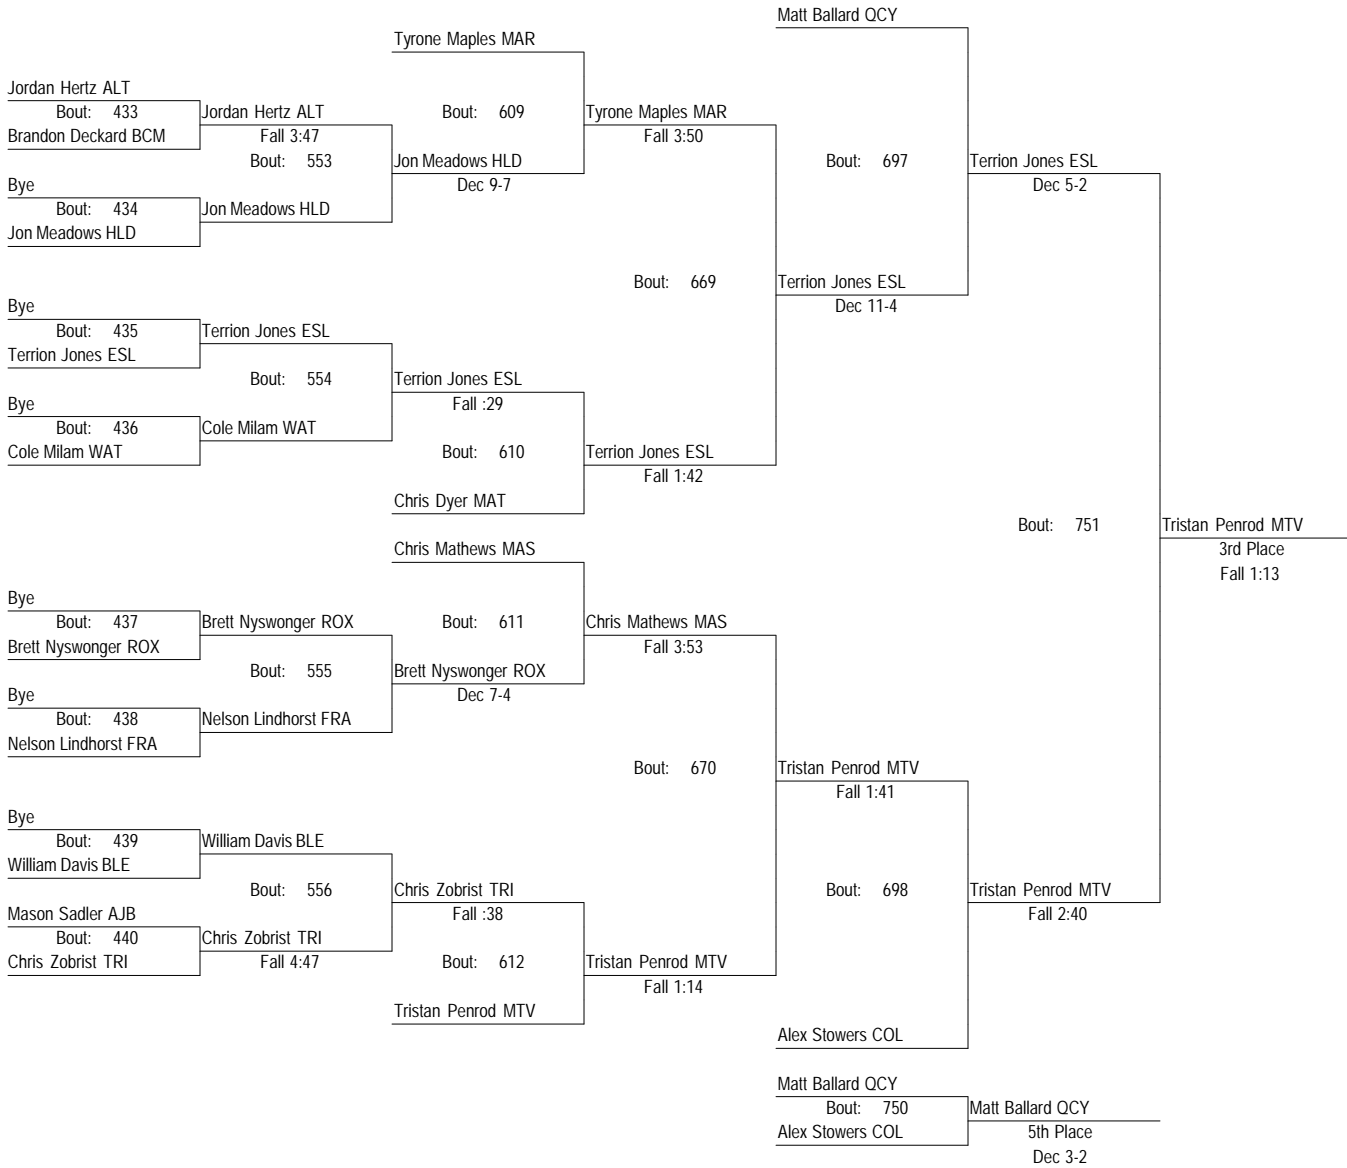 Matt Ballard QCY
Tyrone Maples MAR
Jordan Hertz ALT
Bout: 433
Jordan Hertz ALT
Bout: 609
Tyrone Maples MAR
Brandon Deckard BCM
Fall 3:47
Fall 3:50
Bout: 553
Jon Meadows HLD
Bout: 697
Terrion Jones ESL
Bye
Dec 9-7
Dec 5-2
Bout: 434
Jon Meadows HLD
Jon Meadows HLD
Bout: 669
Terrion Jones ESL
Bye
Dec 11-4
Bout: 435
Terrion Jones ESL
Terrion Jones ESL
Bout: 554
Terrion Jones ESL
Bye
Fall :29
Bout: 436
Cole Milam WAT
Cole Milam WAT
Bout: 610
Terrion Jones ESL
Fall 1:42
Chris Dyer MAT
Bout: 751
Tristan Penrod MTV
Chris Mathews MAS
3rd Place
Fall 1:13
Bye
Bout: 437
Brett Nyswonger ROX
Bout: 611
Chris Mathews MAS
Brett Nyswonger ROX
Fall 3:53
Bout: 555
Brett Nyswonger ROX
Bye
Dec 7-4
Bout: 438
Nelson Lindhorst FRA
Nelson Lindhorst FRA
Bout: 670
Tristan Penrod MTV
Fall 1:41
Bye
Bout: 439
William Davis BLE
William Davis BLE
Bout: 556
Chris Zobrist TRI
Bout: 698
Tristan Penrod MTV
Mason Sadler AJB
Fall :38
Fall 2:40
Bout: 440
Chris Zobrist TRI
Chris Zobrist TRI
Fall 4:47
Bout: 612
Tristan Penrod MTV
Fall 1:14
Tristan Penrod MTV
Alex Stowers COL
Matt Ballard QCY
Bout: 750
Matt Ballard QCY
Alex Stowers COL
5th Place
Dec 3-2